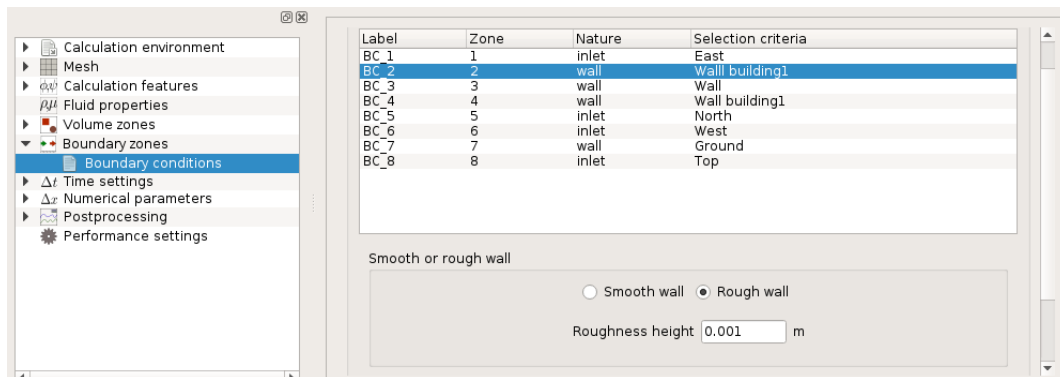 Calculation environment
Mesh
Calculation features
Fluid properties
Volume zones
Boundary zones
Boundary conditions
Δt Time settings
Δx Numerical parameters
Postprocessing
Performance settings
Label Zone Nature Selection criteria
BC_1 1 inlet East
BC_2 2 wall Walll building1
BC_3 3 wall Wall
BC_4 4 wall Wall building1
BC_5 5 inlet North
BC_6 6 inlet West
BC_7 7 wall Ground
BC_8 8 inlet Top
Smooth or rough wall
Smooth wall Rough wall
Roughness height 0.001 m